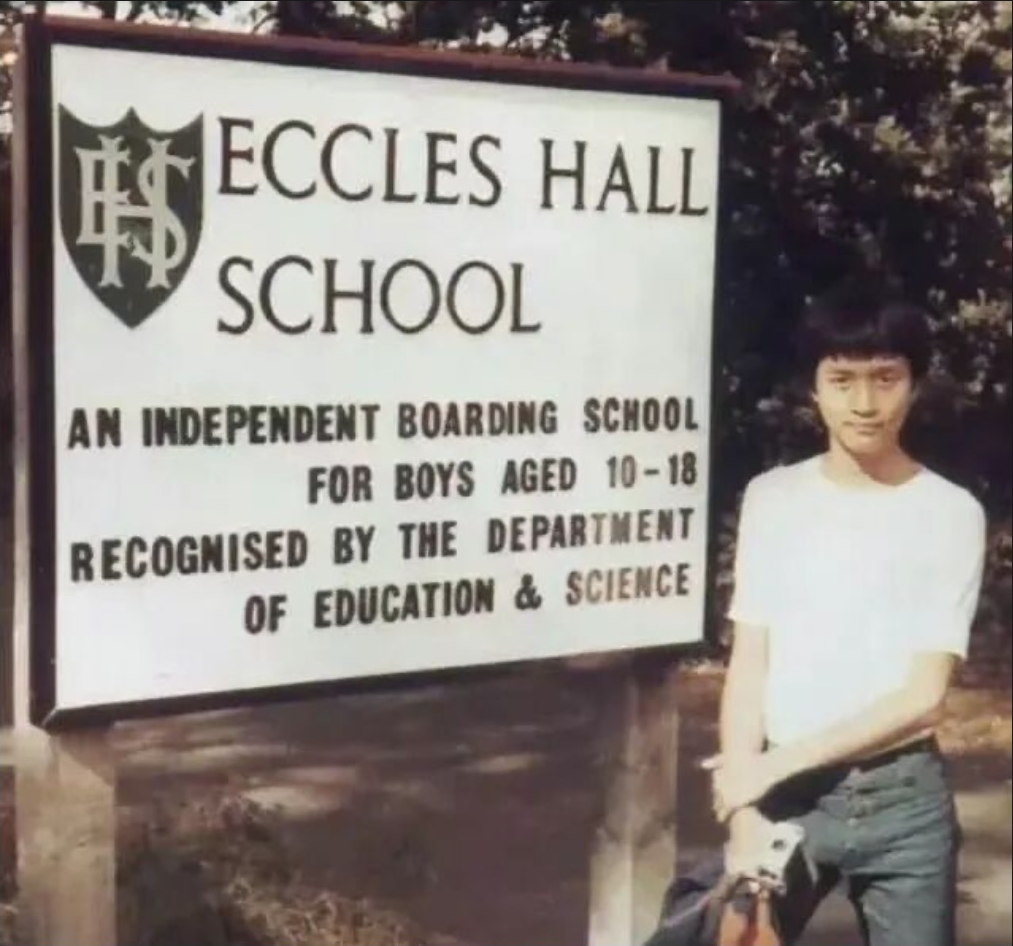 EHS
ECCLES HALL
SCHOOL
AN INDEPENDENT BOARDING SCHOOL
FOR BOYS AGED 10-18
RECOGNISED BY THE DEPARTMENT
OF EDUCATION & SCIENCE